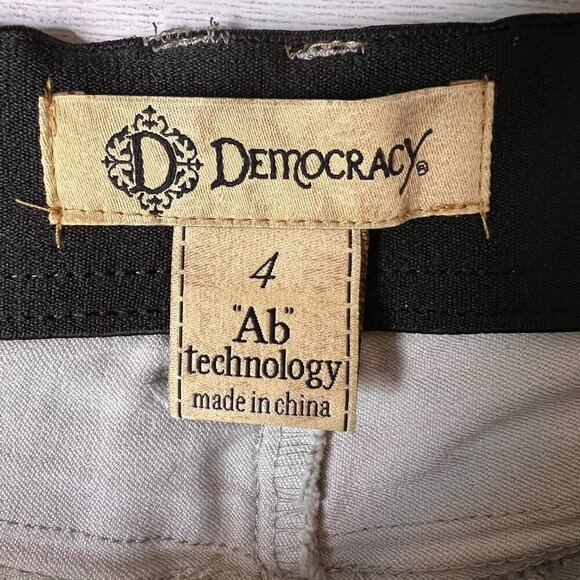 D DEMOCRACY®
4
"Ab"
technology
made in china